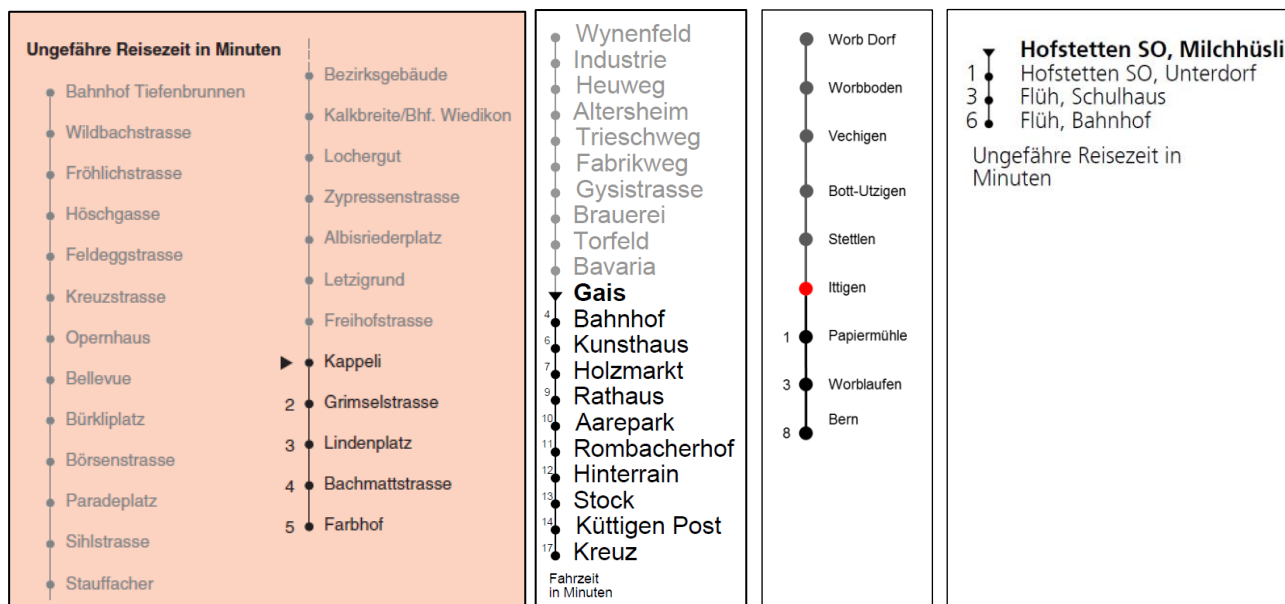 Ungefähre Reisezeit in Minuten
Bahnhof Tiefenbrunnen
Wildbachstrasse
Fröhlichstrasse
Höschgasse
Feldeggstrasse
Kreuzstrasse
Opernhaus
Bellevue
Bürkliplatz
Börsenstrasse
Paradeplatz
Sihlstrasse
Stauffacher
Bezirksgebäude
Kalkbreite/Bhf. Wiedikon
Lochergut
Zypressenstrasse
Albisriederplatz
Letzigrund
Freihofstrasse
Kappeli
2 Grimselstrasse
3 Lindenplatz
4 Bachmattstrasse
5 Farbhof
Wynenfeld
Industrie
Heuweg
Altersheim
Trieschweg
Fabrikweg
Gysistrasse
Brauerei
Torfeld
Bavaria
Gais
4 Bahnhof
6 Kunsthaus
7 Holzmarkt
9 Rathaus
10 Aarepark
11 Rombacherhof
12 Hinterrain
13 Stock
14 Küttigen Post
17 Kreuz
Fahrzeit
in Minuten
Worb Dorf
Worbboden
Vechigen
Bott-Utzigen
Stettlen
Ittigen
1 Papiermühle
3 Worblaufen
8 Bern
Hofstetten SO, Milchhüsli
1 Hofstetten SO, Unterdorf
3 Flüh, Schulhaus
6 Flüh, Bahnhof
Ungefähre Reisezeit in
Minuten